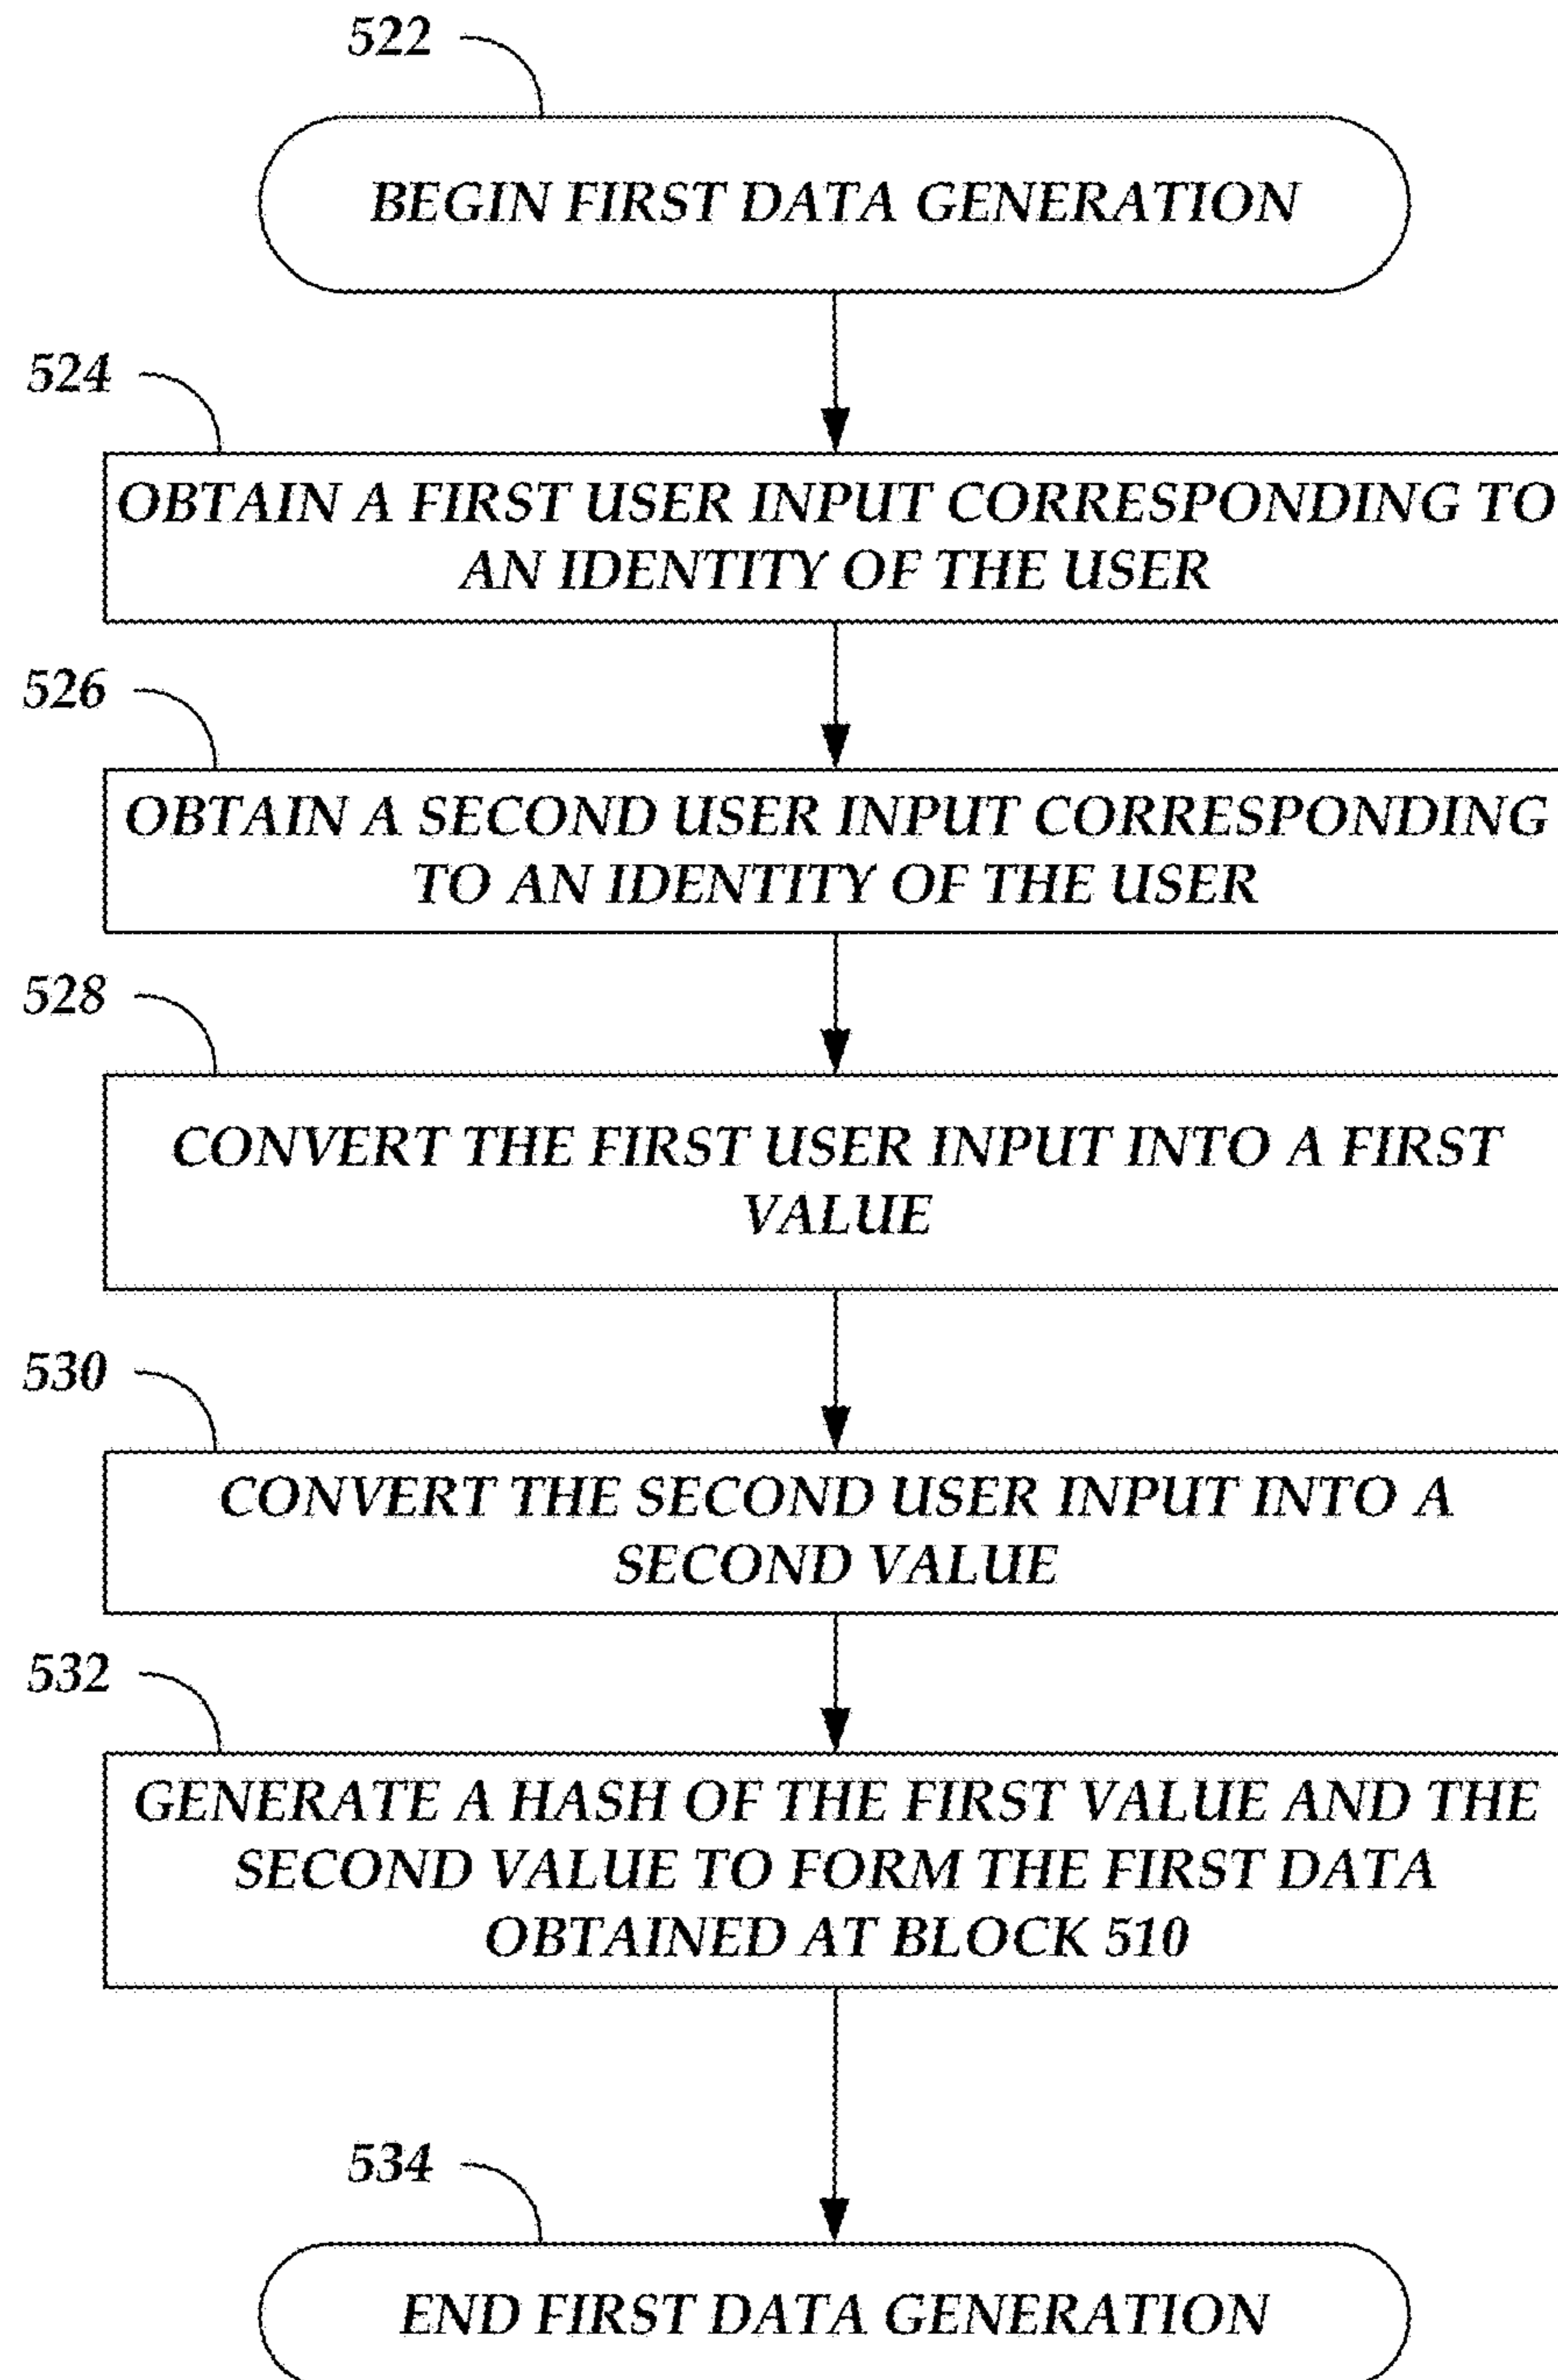 522
BEGIN FIRST DATA GENERATION
524
OBTAIN A FIRST USER INPUT CORRESPONDING TO
AN IDENTITY OF THE USER
526
OBTAIN A SECOND USER INPUT CORRESPONDING
TO AN IDENTITY OF THE USER
528
CONVERT THE FIRST USER INPUT INTO A FIRST
VALUE
530
CONVERT THE SECOND USER INPUT INTO A
SECOND VALUE
532
GENERATE A HASH OF THE FIRST VALUE AND THE
SECOND VALUE TO FORM THE FIRST DATA
OBTAINED AT BLOCK 510
534
END FIRST DATA GENERATION